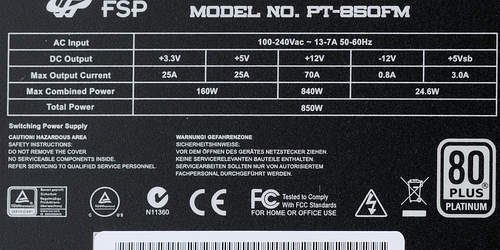 FSP MODEL NO. PT-850FM
AC Input 100-240Vac ~ 13-7A 50-60Hz
DC Output +3.3V +5V +12V -12V +5Vsb
Max Output Current 25A 25A 70A 0.8A 3.0A
Max Combined Power 160W 840W 24.6W
Total Power 850W
Switching Power Supply
CAUTION! HAZARDOUS AREA
SAFETY INSTRUCTIONS:
DO NOT REMOVE THE COVER
NO SERVICEABLE COMPONENTS INSIDE.
REFER SERVICING TO QUALIFIED SERVICE PERSONNEL.
WARNUNG! GEFAHRENZONE
SICHERHEITSHINWEISE:
VOR DEM ÖFFNEN DES GERÄTES NETZSTECKER ZIEHEN.
KEINE SERVICERELEVANTEN BAUTEILE ENTHALTEN.
SERVICEARBEITEN SOLLTEN NUR VON AUTORISIERTEM
FACHPERSONAL DURCHGEFÜHRT WERDEN.
c US
N11360
CE
FC Tested to Comply
With FCC Standards
FOR HOME OR OFFICE USE
80
PLUS
PLATINUM